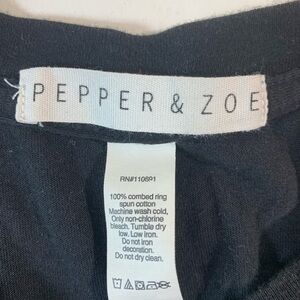 PEPPER & ZOE
RN#110891
100% combed ring
spun cotton
Machine wash cold,
Only non-chlorine
bleach. Tumble dry
low. Low iron.
Do not iron
decoration.
Do not dry clean.